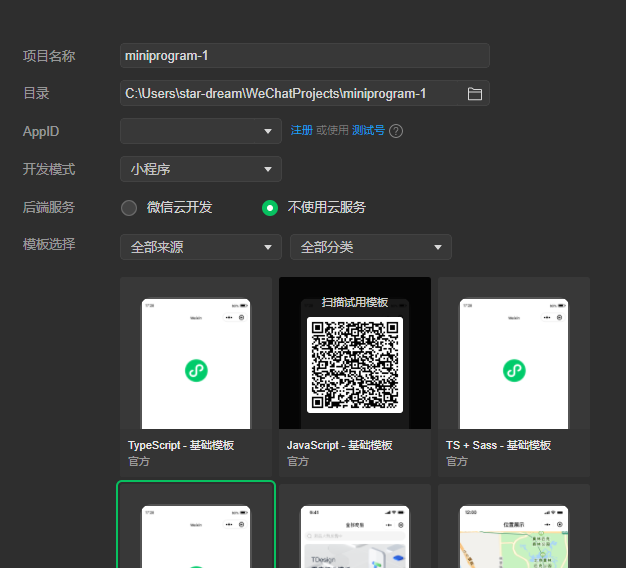 项目名称 miniprogram-1
目录 C:\Users\star-dream\WeChatProjects\miniprogram-1
AppID 注册 或使用 测试号 ?
开发模式 小程序
后端服务 微信云开发 不使用云服务
模板选择 全部来源 全部分类
扫描试用模板
TypeScript - 基础模板 JavaScript - 基础模板 TS + Sass - 基础模板
官方 官方 官方
9:41
位置展示
TDesign